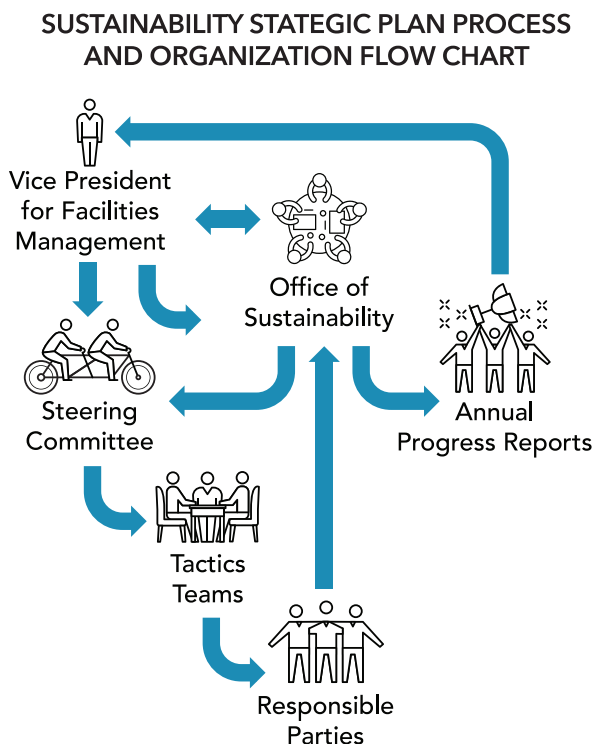 SUSTAINABILITY STATEGIC PLAN PROCESS
AND ORGANIZATION FLOW CHART
Vice President
for Facilities
Management
Office of
Sustainability
Steering
Committee
Annual
Progress Reports
Tactics
Teams
Responsible
Parties